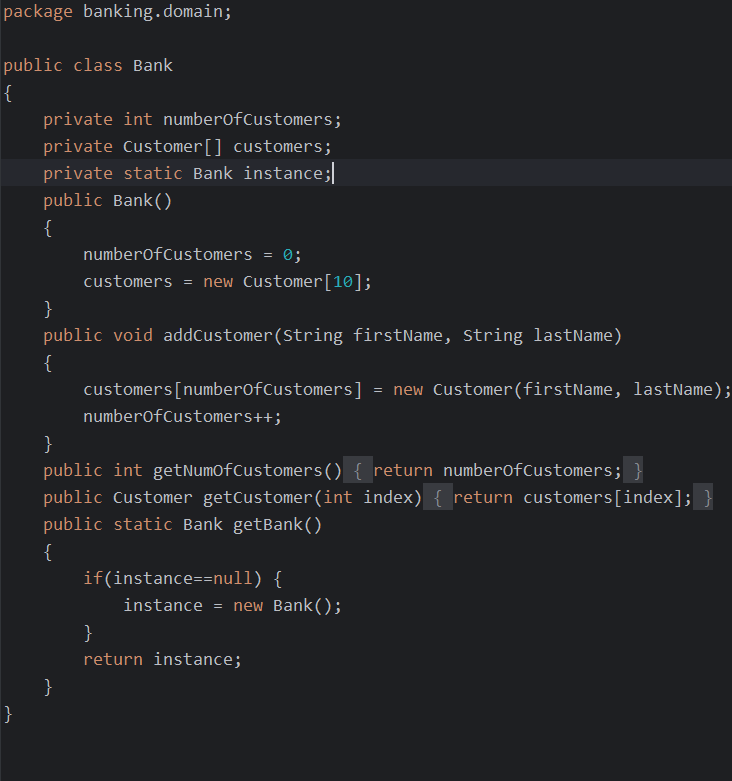 package banking.domain;
public class Bank
{
    private int numberOfCustomers;
    private Customer[] customers;
    private static Bank instance;
    public Bank()
    {
        numberOfCustomers = 0;
        customers = new Customer[10];
    }
    public void addCustomer(String firstName, String lastName)
    {
        customers[numberOfCustomers] = new Customer(firstName, lastName);
        numberOfCustomers++;
    }
    public int getNumOfCustomers() { return numberOfCustomers; }
    public Customer getCustomer(int index) { return customers[index]; }
    public static Bank getBank()
    {
        if(instance==null) {
            instance = new Bank();
        }
        return instance;
    }
}